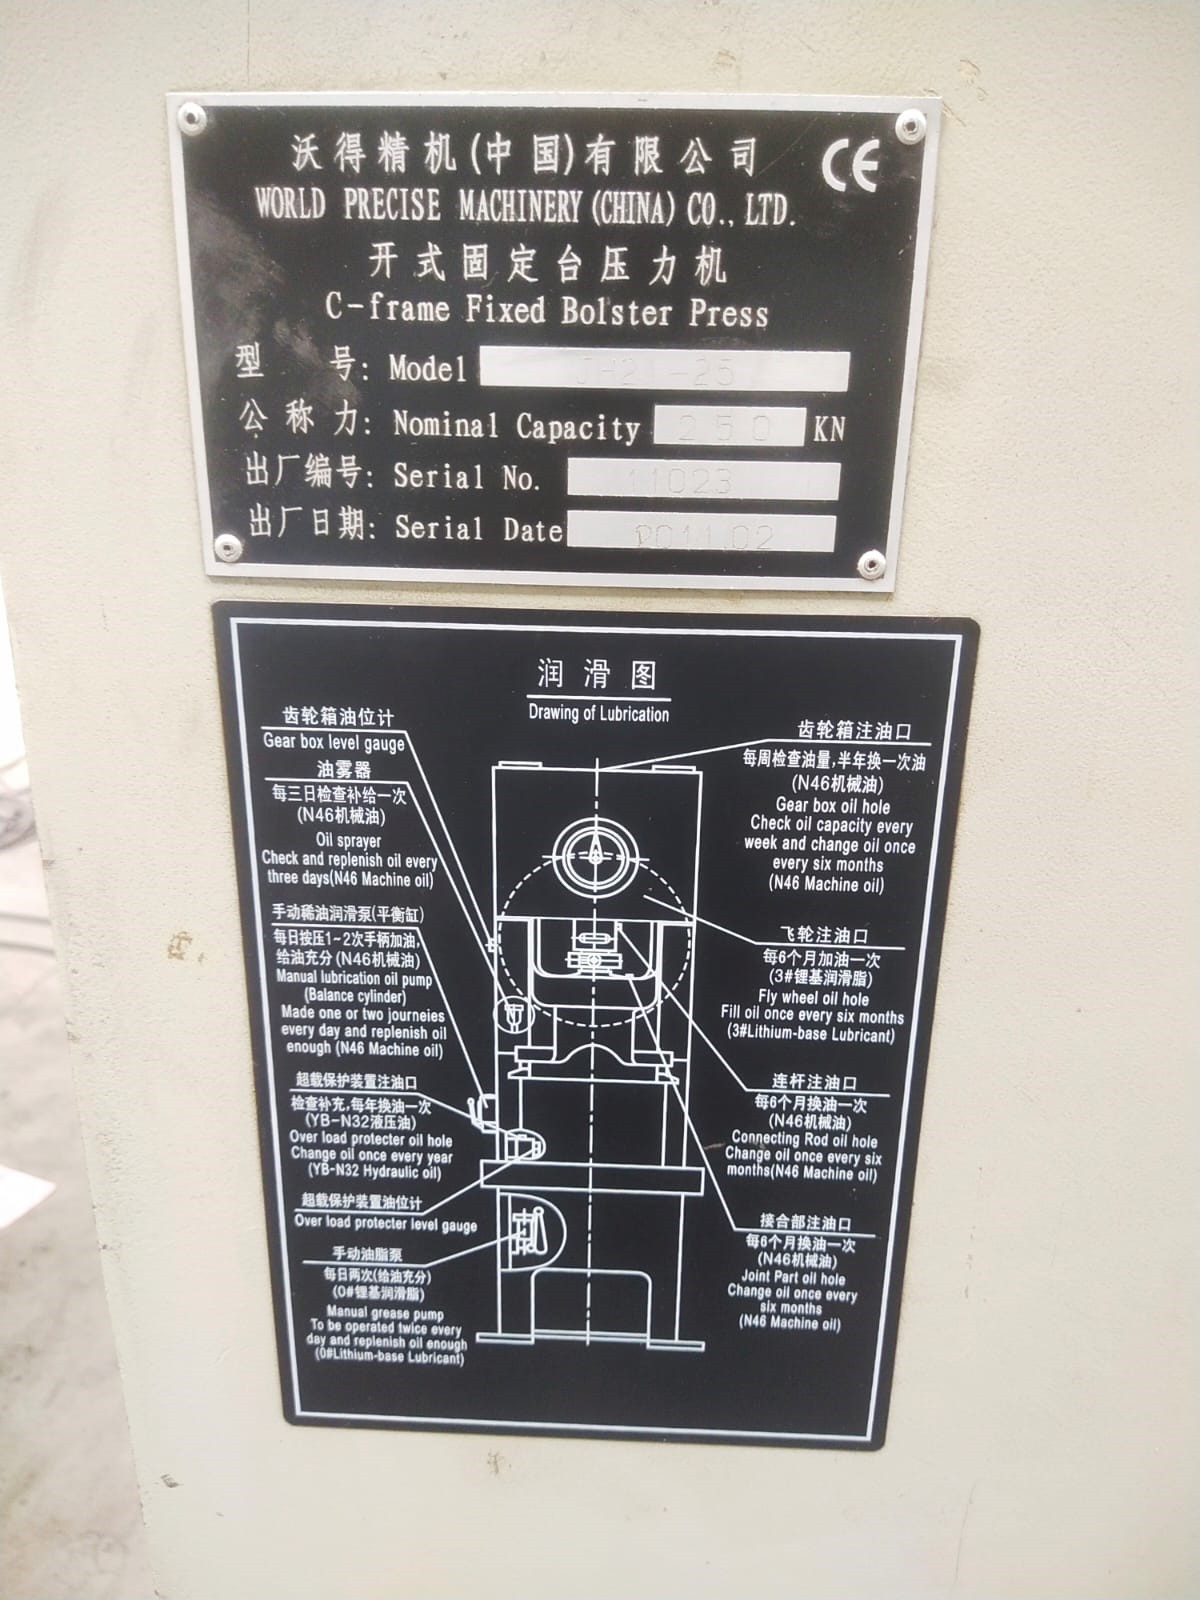 沃得精机(中国)有限公司
CE
WORLD PRECISE MACHINERY (CHINA) CO., LTD.
开式固定台压力机
C-frame Fixed Bolster Press
型 号: Model JH21-25
公称力: Nominal Capacity 250 KN
出厂编号: Serial No. 11023
出厂日期: Serial Date 2011.02
润滑图
Drawing of Lubrication
齿轮箱油位计
Gear box level gauge
油雾器
每三日检查补给一次
(N46机械油)
Oil sprayer
Check and replenish oil every
three days(N46 Machine oil)
手动稀油润滑泵(平衡缸)
每日按压1~2次手柄加油,
给油充分(N46机械油)
Manual lubrication oil pump
(Balance cylinder)
Made one or two journeies
every day and replenish oil
enough (N46 Machine oil)
超载保护装置注油口
检查补充,每年换油一次
(YB-N32液压油)
Over load protecter oil hole
Change oil once every year
(YB-N32 Hydraulic oil)
超载保护装置油位计
Over load protecter level gauge
手动油脂泵
每日两次(给油充分)
(0#锂基润滑脂)
Manual grease pump
To be operated twice every
day and replenish oil enough
(0#Lithium-base Lubricant)
齿轮箱注油口
每周检查油量,半年换一次油
(N46机械油)
Gear box oil hole
Check oil capacity every
week and change oil once
every six months
(N46 Machine oil)
飞轮注油口
每6个月加油一次
(3#锂基润滑脂)
Fly wheel oil hole
Fill oil once every six months
(3#Lithium-base Lubricant)
连杆注油口
每6个月换油一次
(N46机械油)
Connecting Rod oil hole
Change oil once every six
months(N46 Machine oil)
接合部注油口
每6个月换油一次
(N46机械油)
Joint Part oil hole
Change oil once every
six months
(N46 Machine oil)